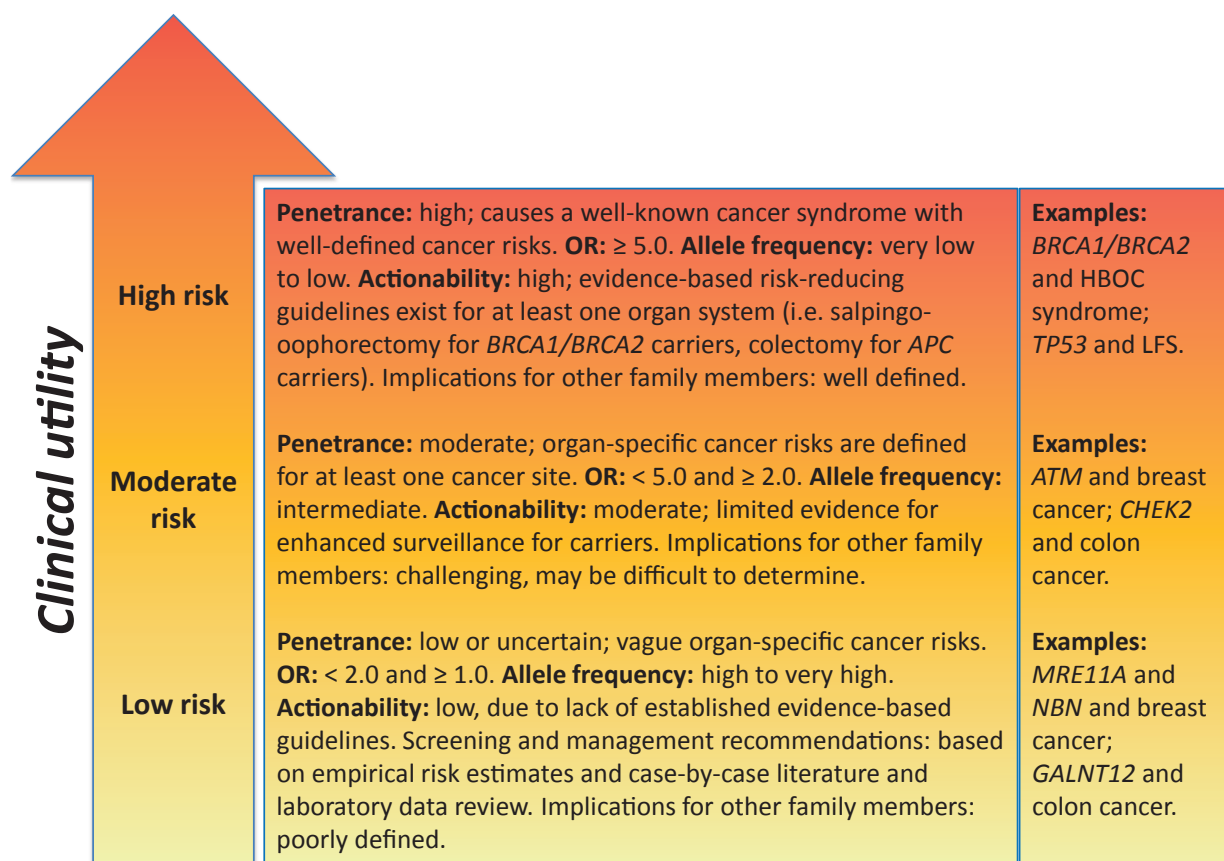 Clinical utility
High risk
Penetrance: high; causes a well-known cancer syndrome with
well-defined cancer risks. OR: ≥ 5.0. Allele frequency: very low
to low. Actionability: high; evidence-based risk-reducing
guidelines exist for at least one organ system (i.e. salpingo-
oophorectomy for BRCA1/BRCA2 carriers, colectomy for APC
carriers). Implications for other family members: well defined.
Examples:
BRCA1/BRCA2
and HBOC
syndrome;
TP53 and LFS.
Moderate
risk
Penetrance: moderate; organ-specific cancer risks are defined
for at least one cancer site. OR: < 5.0 and ≥ 2.0. Allele frequency:
intermediate. Actionability: moderate; limited evidence for
enhanced surveillance for carriers. Implications for other family
members: challenging, may be difficult to determine.
Examples:
ATM and breast
cancer; CHEK2
and colon
cancer.
Low risk
Penetrance: low or uncertain; vague organ-specific cancer risks.
OR: < 2.0 and ≥ 1.0. Allele frequency: high to very high.
Actionability: low, due to lack of established evidence-based
guidelines. Screening and management recommendations: based
on empirical risk estimates and case-by-case literature and
laboratory data review. Implications for other family members:
poorly defined.
Examples:
MRE11A and
NBN and breast
cancer;
GALNT12 and
colon cancer.